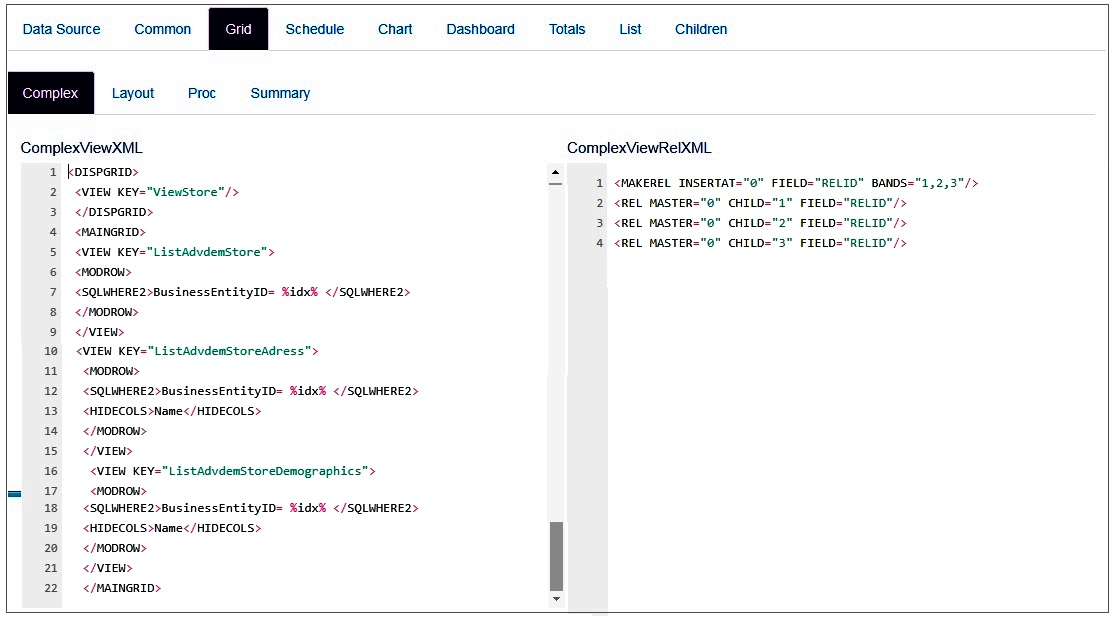 Data Source Common Grid Schedule Chart Dashboard Totals List Children
Complex Layout Proc Summary
ComplexViewXML
1 <DISPGRID>
2 <VIEW KEY="ViewStore"/>
3 </DISPGRID>
4 <MAINGRID>
5 <VIEW KEY="ListAdvdemStore">
6 <MODROW>
7 <SQLWHERE2>BusinessEntityID= %idx% </SQLWHERE2>
8 </MODROW>
9 </VIEW>
10 <VIEW KEY="ListAdvdemStoreAdress">
11 <MODROW>
12 <SQLWHERE2>BusinessEntityID= %idx% </SQLWHERE2>
13 <HIDECOLS>Name</HIDECOLS>
14 </MODROW>
15 </VIEW>
16 <VIEW KEY="ListAdvdemStoreDemographics">
17 <MODROW>
18 <SQLWHERE2>BusinessEntityID= %idx% </SQLWHERE2>
19 <HIDECOLS>Name</HIDECOLS>
20 </MODROW>
21 </VIEW>
22 </MAINGRID>
ComplexViewRelXML
1 <MAKEREL INSERTAT="0" FIELD="RELID" BANDS="1,2,3"/>
2 <REL MASTER="0" CHILD="1" FIELD="RELID"/>
3 <REL MASTER="0" CHILD="2" FIELD="RELID"/>
4 <REL MASTER="0" CHILD="3" FIELD="RELID"/>